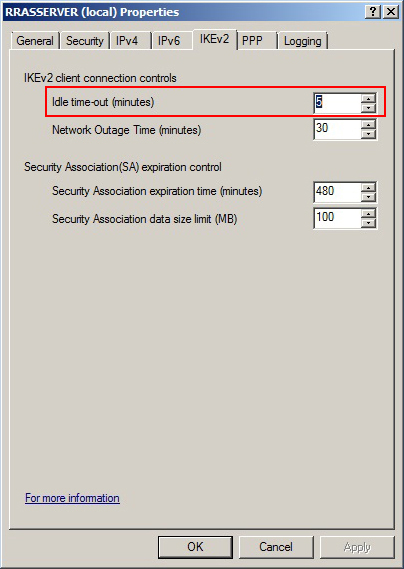 RRASSERVER (local) Properties
General Security IPv4 IPv6 IKEv2 PPP Logging
IKEv2 client connection controls
Idle time-out (minutes) 5
Network Outage Time (minutes) 30
Security Association(SA) expiration control
Security Association expiration time (minutes) 480
Security Association data size limit (MB) 100
For more information
OK Cancel Apply